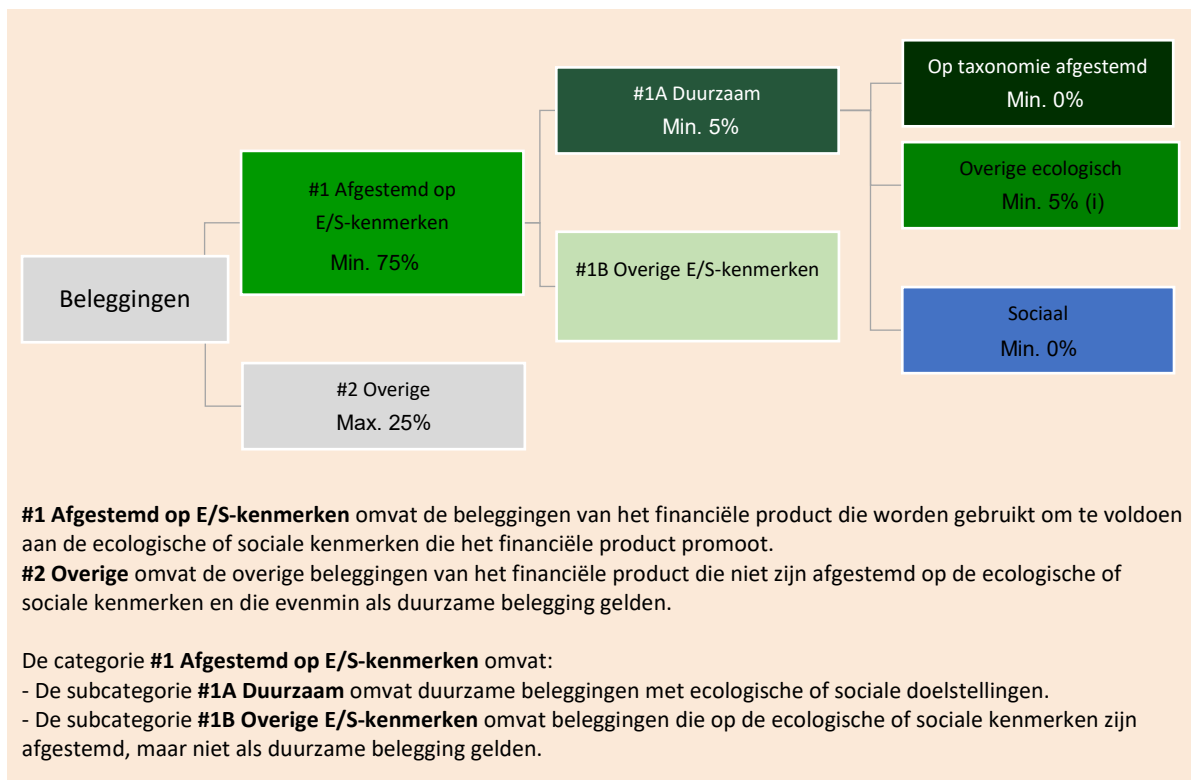 Beleggingen
#1 Afgestemd op
E/S-kenmerken
Min. 75%
#2 Overige
Max. 25%
#1A Duurzaam
Min. 5%
#1B Overige E/S-kenmerken
Op taxonomie afgestemd
Min. 0%
Overige ecologisch
Min. 5% (i)
Sociaal
Min. 0%
#1 Afgestemd op E/S-kenmerken omvat de beleggingen van het financiële product die worden gebruikt om te voldoen
aan de ecologische of sociale kenmerken die het financiële product promoot.
#2 Overige omvat de overige beleggingen van het financiële product die niet zijn afgestemd op de ecologische of
sociale kenmerken en die evenmin als duurzame belegging gelden.
De categorie #1 Afgestemd op E/S-kenmerken omvat:
- De subcategorie #1A Duurzaam omvat duurzame beleggingen met ecologische of sociale doelstellingen.
- De subcategorie #1B Overige E/S-kenmerken omvat beleggingen die op de ecologische of sociale kenmerken zijn
afgestemd, maar niet als duurzame belegging gelden.